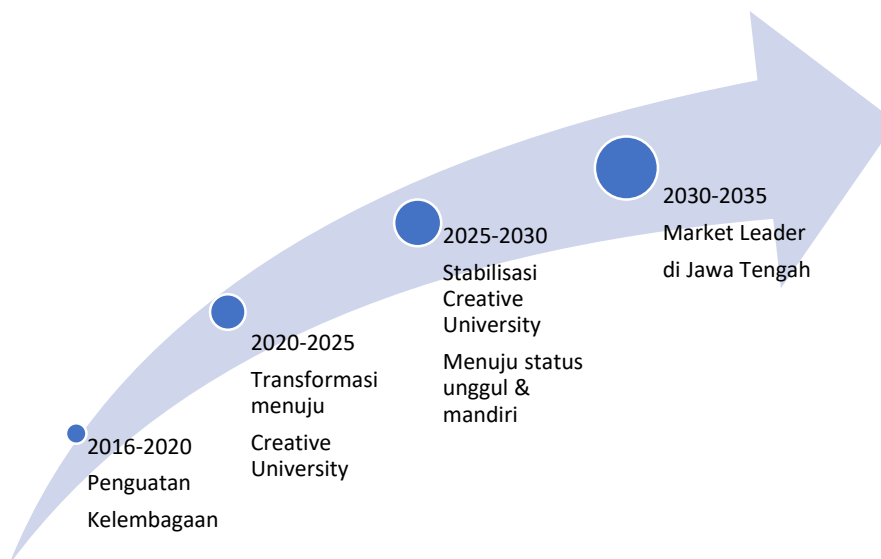 2016-2020
Penguatan
Kelembagaan
2020-2025
Transformasi
menuju
Creative
University
2025-2030
Stabilisasi
Creative
University
Menuju status
unggul &
mandiri
2030-2035
Market Leader
di Jawa Tengah